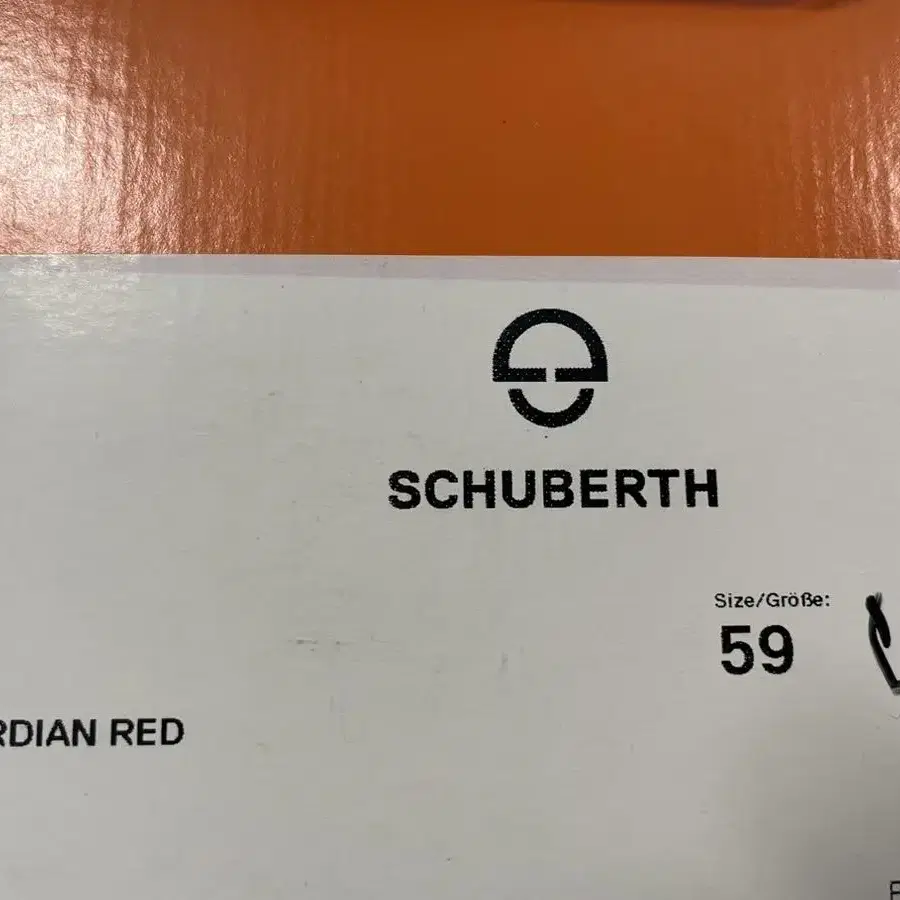 SCHUBERTH
Size/Größe:
59
RDIAN RED